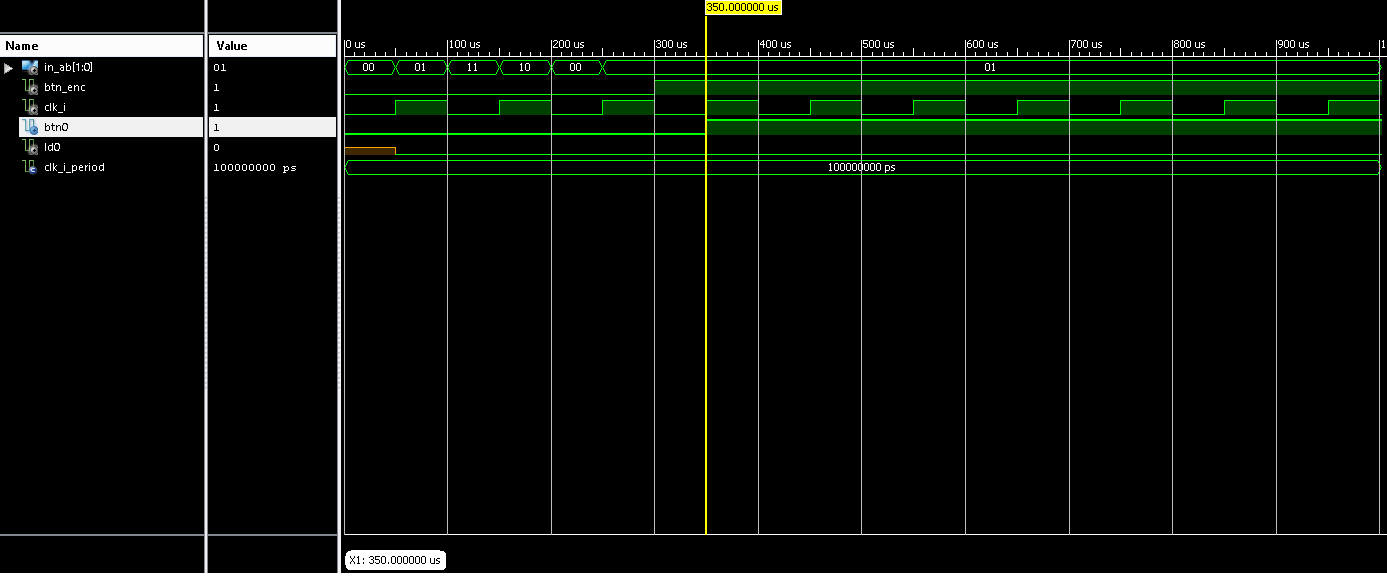 350.000000 us
Name Value
0 us 100 us 200 us 300 us 400 us 500 us 600 us 700 us 800 us 900 us 1
in_ab[1:0] 01 00 01 11 10 00 01
btn_enc 1
clk_i 1
btn0 1
ld0 0
clk_i_period 100000000 ps 100000000 ps
X1: 350.000000 us